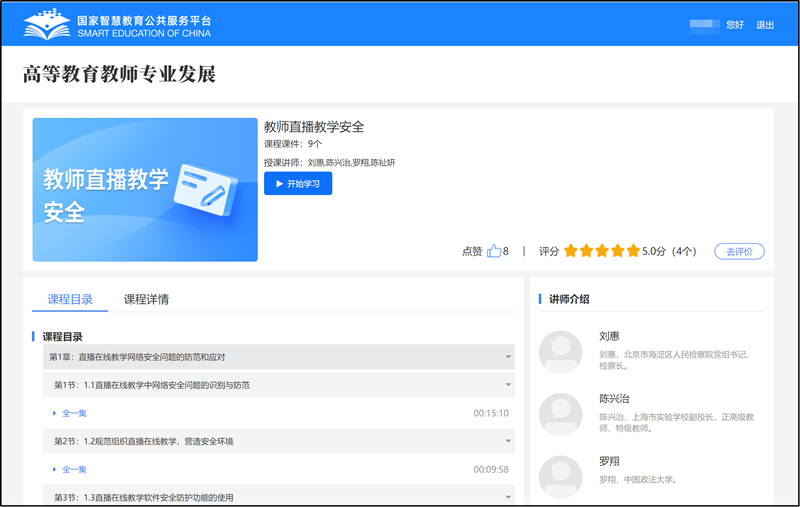 国家智慧教育公共服务平台
SMART EDUCATION OF CHINA
您好 退出
高等教育教师专业发展
教师直播教学
安全
教师直播教学安全
课程课件：9个
授课讲师：刘惠,陈兴治,罗翔,陈祉妍
开始学习
点赞 8 | 评分 5.0分（4个） 去评价
课程目录 课程详情
课程目录
第1章：直播在线教学网络安全问题的防范和应对
第1节：1.1直播在线教学中网络安全问题的识别与防范
全一集 00:15:10
第2节：1.2规范组织直播在线教学，营造安全环境
全一集 00:09:58
第3节：1.3直播在线教学软件安全防护功能的使用
讲师介绍
刘惠
刘惠，北京市海淀区人民检察院党组书记、
检察长。
陈兴治
陈兴治，上海市实验学校副校长，正高级教
师，特级教师。
罗翔
罗翔，中国政法大学。